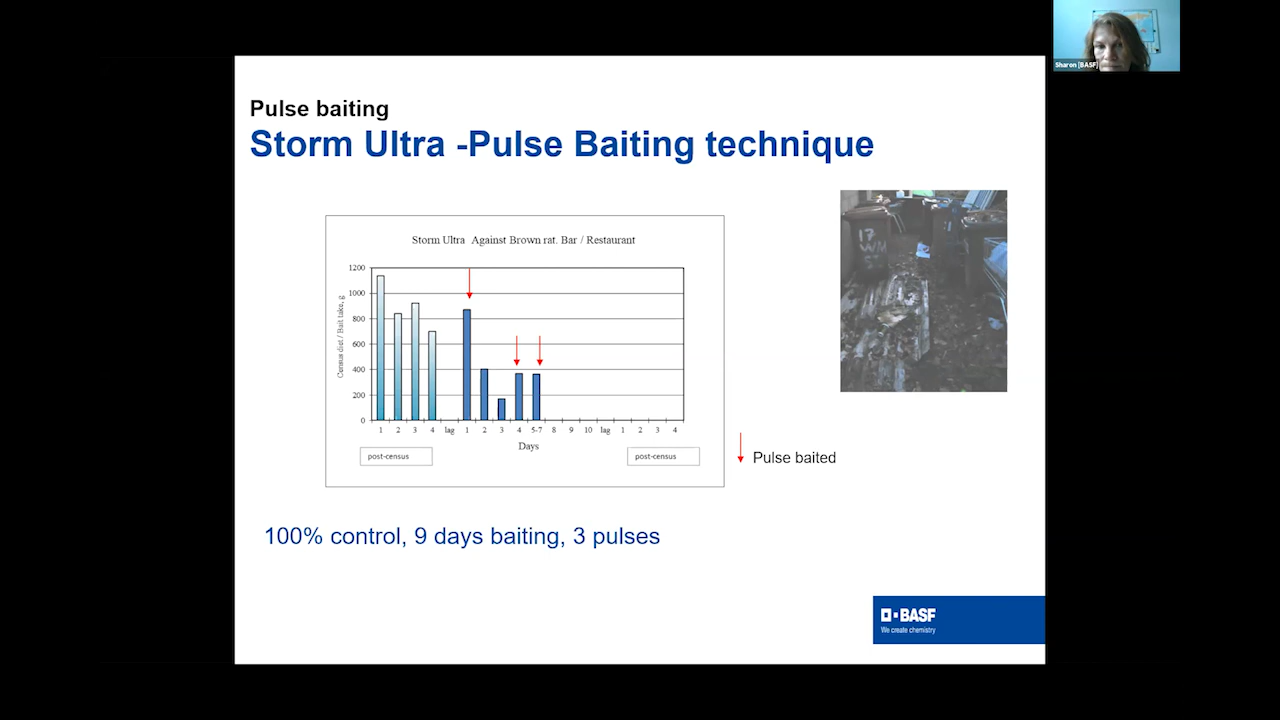 Sharon [BASF]
Pulse baiting
Storm Ultra -Pulse Baiting technique
Storm Ultra Against Brown rat. Bar / Restaurant
Census diet / Bait take, g
1200
1000
800
600
400
200
0
1 2 3 4 lag 1 2 3 4 5-7 8 9 10 lag 1 2 3 4
Days
post-census
post-census
17
WM
Pulse baited
100% control, 9 days baiting, 3 pulses
BASF
We create chemistry